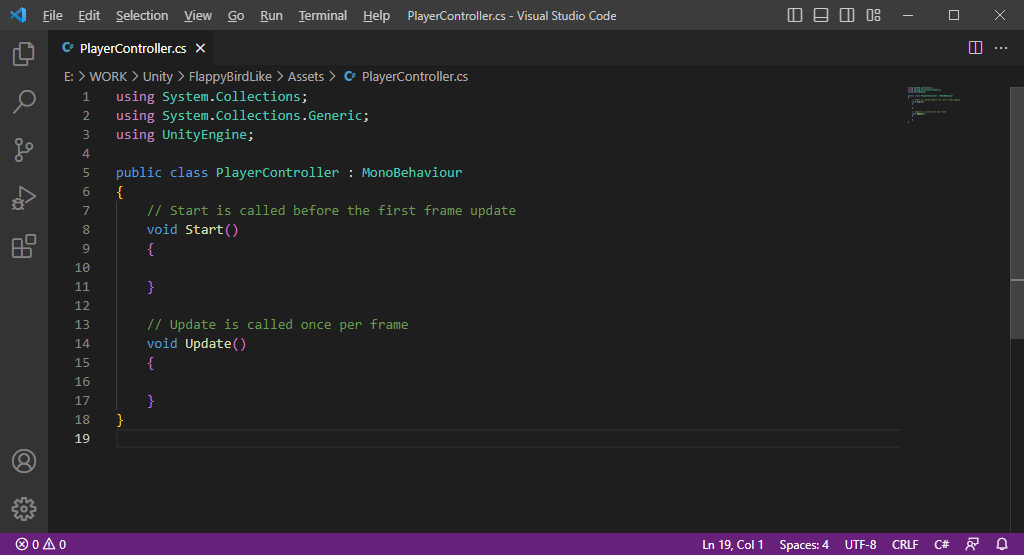 File Edit Selection View Go Run Terminal Help PlayerController.cs - Visual Studio Code
C# PlayerController.cs ×
E: > WORK > Unity > FlappyBirdLike > Assets > C# PlayerController.cs
1 using System.Collections;
2 using System.Collections.Generic;
3 using UnityEngine;
4
5 public class PlayerController : MonoBehaviour
6 {
7     // Start is called before the first frame update
8     void Start()
9     {
10
11     }
12
13     // Update is called once per frame
14     void Update()
15     {
16
17     }
18 }
19
0 0 Ln 19, Col 1 Spaces: 4 UTF-8 CRLF C#